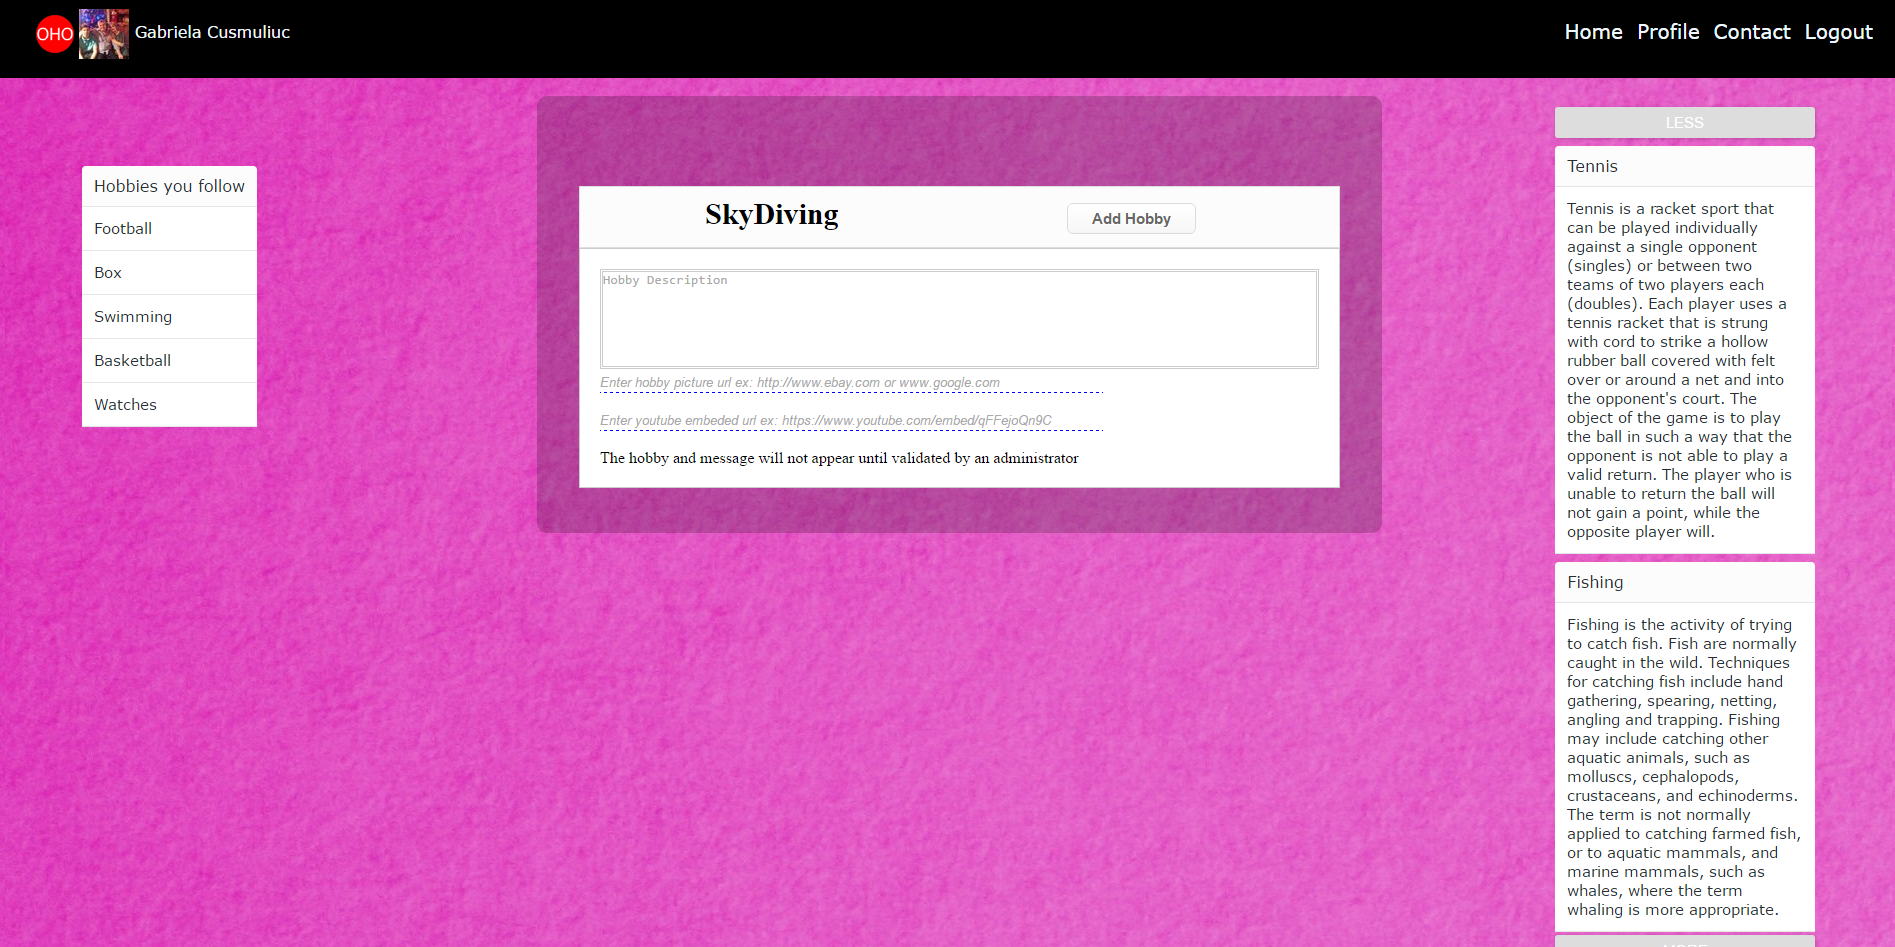 OHO Gabriela Cusmuliuc
Home Profile Contact Logout
Hobbies you follow
Football
Box
Swimming
Basketball
Watches
SkyDiving
Add Hobby
Hobby Description
Enter hobby picture url ex: http://www.ebay.com or www.google.com
Enter youtube embeded url ex: https://www.youtube.com/embed/qFFejoQn9C
The hobby and message will not appear until validated by an administrator
LESS
Tennis
Tennis is a racket sport that
can be played individually
against a single opponent
(singles) or between two
teams of two players each
(doubles). Each player uses a
tennis racket that is strung
with cord to strike a hollow
rubber ball covered with felt
over or around a net and into
the opponent's court. The
object of the game is to play
the ball in such a way that the
opponent is not able to play a
valid return. The player who is
unable to return the ball will
not gain a point, while the
opposite player will.
Fishing
Fishing is the activity of trying
to catch fish. Fish are normally
caught in the wild. Techniques
for catching fish include hand
gathering, spearing, netting,
angling and trapping. Fishing
may include catching other
aquatic animals, such as
molluscs, cephalopods,
crustaceans, and echinoderms.
The term is not normally
applied to catching farmed fish,
or to aquatic mammals, and
marine mammals, such as
whales, where the term
whaling is more appropriate.
MORE